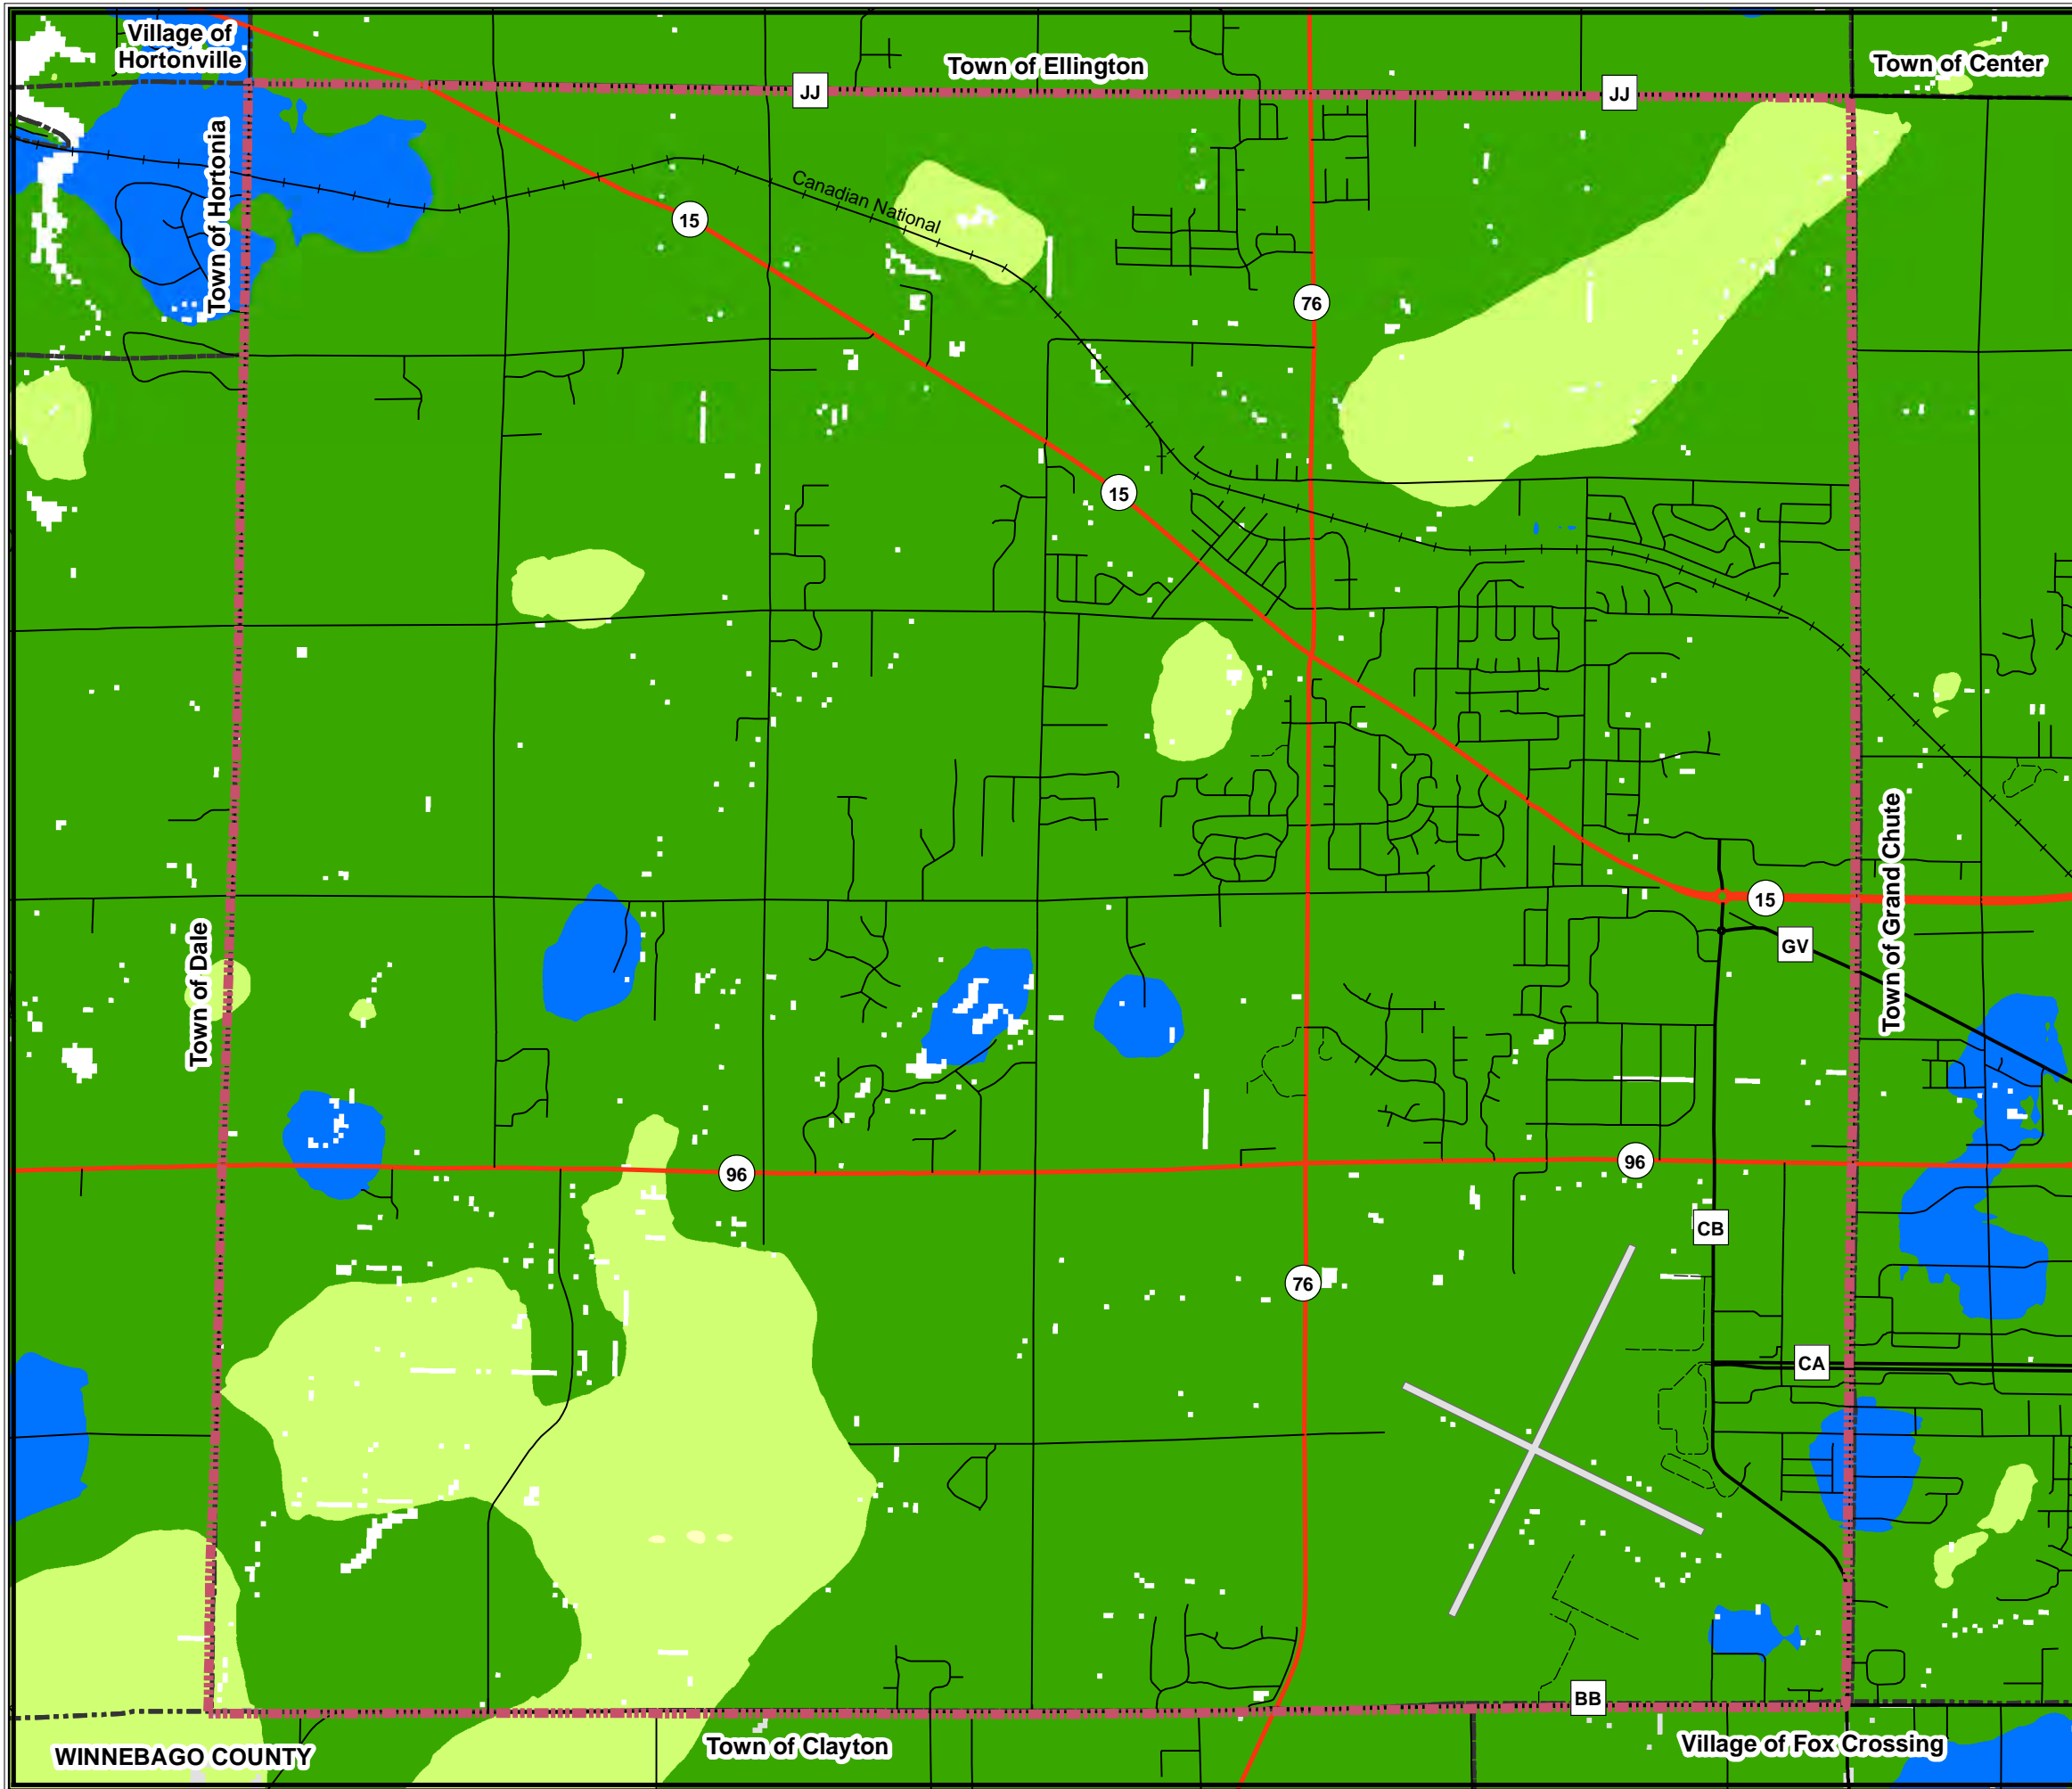 Village of
Hortonville
Town of Ellington
Town of Center
JJ
JJ
Town of Hortonia
Canadian National
15
76
15
Town of Grand Chute
15
GV
Town of Dale
96
96
CB
76
CA
BB
WINNEBAGO COUNTY
Town of Clayton
Village of Fox Crossing